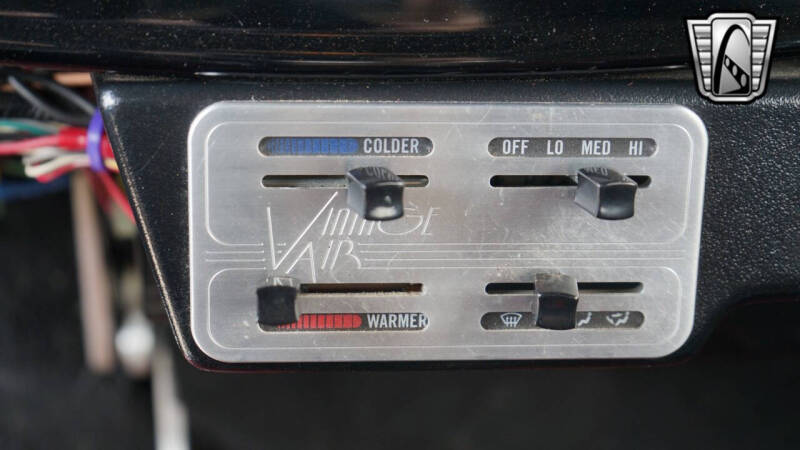 COLDER
OFF LO MED HI
VINTAGE
AIR
WARMER